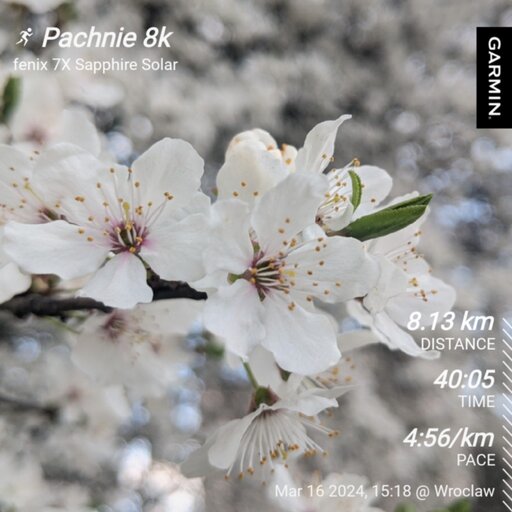 Pachnie 8k
fenix 7X Sapphire Solar
GARMIN
8.13 km
DISTANCE
40:05
TIME
4:56/km
PACE
Mar 16 2024, 15:18 @ Wroclaw